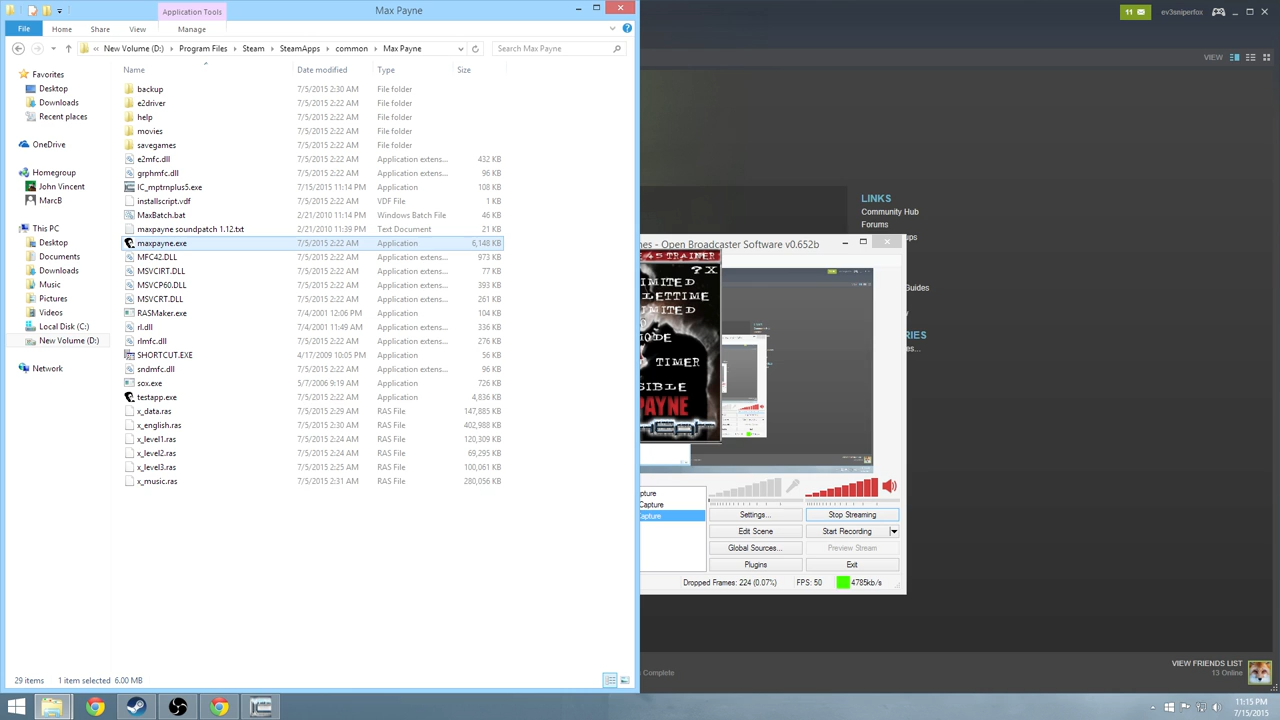 Application Tools
Max Payne
11
ev3sniperfox
File
Home
Share
View
Manage
«
New Volume (D:)
Program Files
Steam
SteamApps
common
Max Payne
Search Max Payne
VIEW
Name
Date modified
Type
Size
Favorites
Desktop
Downloads
Recent places
OneDrive
Homegroup
John Vincent
MarcB
This PC
Desktop
Documents
Downloads
Music
Pictures
Videos
Local Disk (C:)
New Volume (D:)
Network
backup 7/5/2015 2:30 AM File folder
e2driver 7/5/2015 2:22 AM File folder
help 7/5/2015 2:22 AM File folder
movies 7/5/2015 2:22 AM File folder
savegames 7/5/2015 2:22 AM File folder
e2mfc.dll 7/5/2015 2:22 AM Application extens... 432 KB
grphmfc.dll 7/5/2015 2:22 AM Application extens... 96 KB
IC_mptrnplus5.exe 7/15/2015 11:14 PM Application 108 KB
installscript.vdf 7/5/2015 2:22 AM VDF File 1 KB
MaxBatch.bat 2/21/2010 11:14 PM Windows Batch File 46 KB
maxpayne soundpatch 1.12.txt 2/21/2010 11:39 PM Text Document 21 KB
maxpayne.exe 7/5/2015 2:22 AM Application 6,148 KB
MFC42.DLL 7/5/2015 2:22 AM Application extens... 973 KB
MSVCIRT.DLL 7/5/2015 2:22 AM Application extens... 77 KB
MSVCP60.DLL 7/5/2015 2:22 AM Application extens... 393 KB
MSVCRT.DLL 7/5/2015 2:22 AM Application extens... 261 KB
RASMaker.exe 7/4/2001 12:06 PM Application 104 KB
rl.dll 7/4/2001 11:49 AM Application extens... 336 KB
rlmfc.dll 7/5/2015 2:22 AM Application extens... 276 KB
SHORTCUT.EXE 4/17/2009 10:05 PM Application 56 KB
sndmfc.dll 7/5/2015 2:22 AM Application extens... 96 KB
sox.exe 5/7/2006 9:19 AM Application 726 KB
testapp.exe 7/5/2015 2:22 AM Application 4,836 KB
x_data.ras 7/5/2015 2:29 AM RAS File 147,885 KB
x_english.ras 7/5/2015 2:30 AM RAS File 402,988 KB
x_level1.ras 7/5/2015 2:24 AM RAS File 120,309 KB
x_level2.ras 7/5/2015 2:24 AM RAS File 69,295 KB
x_level3.ras 7/5/2015 2:25 AM RAS File 100,061 KB
x_music.ras 7/5/2015 2:31 AM RAS File 280,056 KB
29 items 1 item selected 6.00 MB
LINKS
Community Hub
Forums
ups
Guides
RIES
es...
nes - Open Broadcaster Software v0.652b
+5 TRAINER
?X
IMITED
LETTIME
IMITED
ODE
TIMER
SIBLE
PAYNE
pture
Capture
Capture
Settings...
Stop Streaming
Edit Scene
Start Recording
Global Sources...
Preview Stream
Plugins
Exit
Dropped Frames: 224 (0.07%)
FPS: 50
4785kb/s
Complete
VIEW FRIENDS LIST
13 Online
11:15 PM
7/15/2015